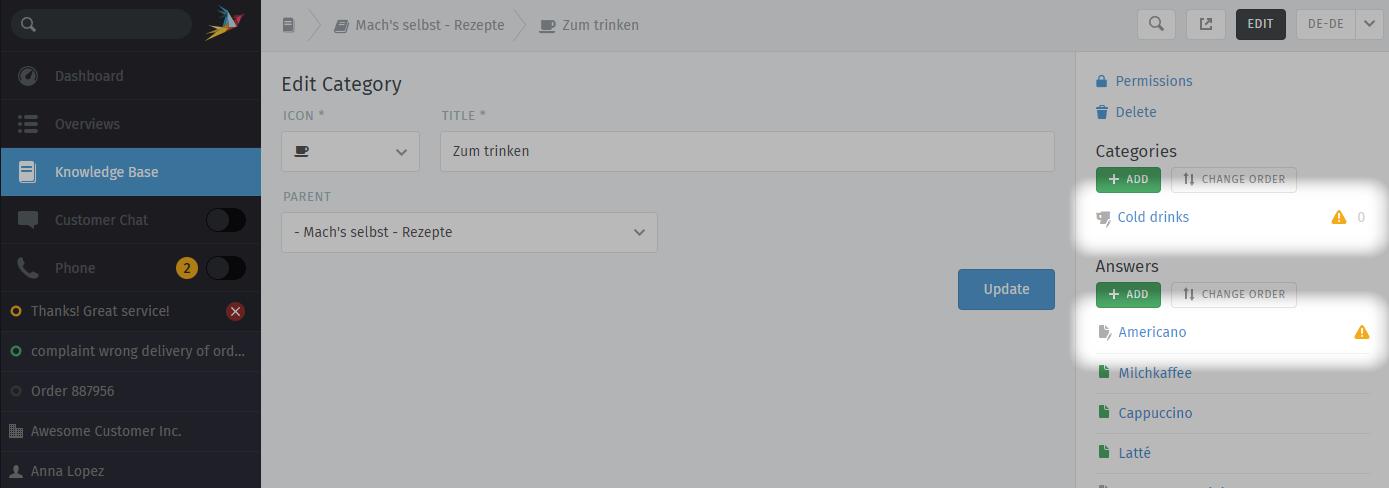 Mach's selbst - Rezepte
Zum trinken
EDIT
DE-DE
Dashboard
Overviews
Knowledge Base
Customer Chat
Phone
2
Thanks! Great service!
complaint wrong delivery of ord...
Order 887956
Awesome Customer Inc.
Anna Lopez
Edit Category
ICON *
TITLE *
Zum trinken
PARENT
- Mach's selbst - Rezepte
Update
Permissions
Delete
Categories
ADD
CHANGE ORDER
Cold drinks
0
Answers
ADD
CHANGE ORDER
Americano
Milchkaffee
Cappuccino
Latté